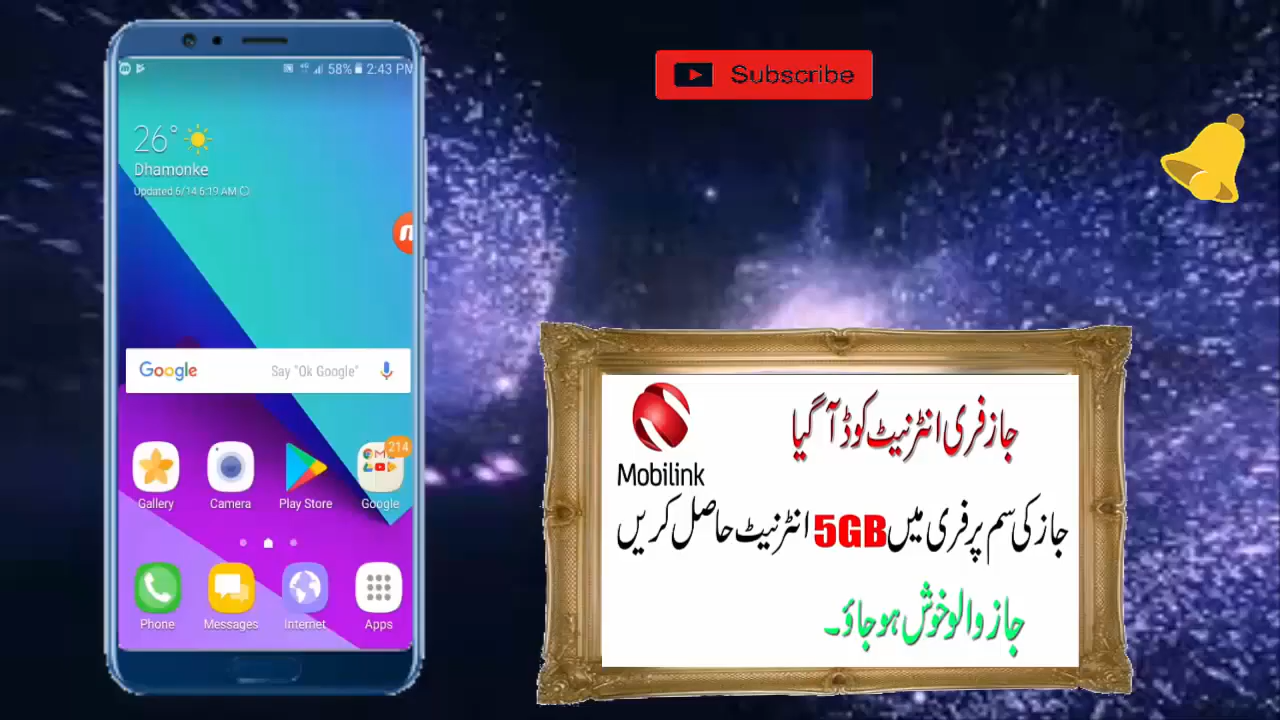 58% 2:43 PM
26°
Dhamonke
Updated 6/14 6:19 AM
Google Say "Ok Google"
214
Gallery Camera Play Store Google
Phone Messages Internet Apps
Subscribe
جاز فری انٹرنیٹ کوڈ آ گیا
Mobilink
جاز کی سم پر فری میں 5GB انٹرنیٹ حاصل کریں
جاز والو خوش ہو جاؤ۔